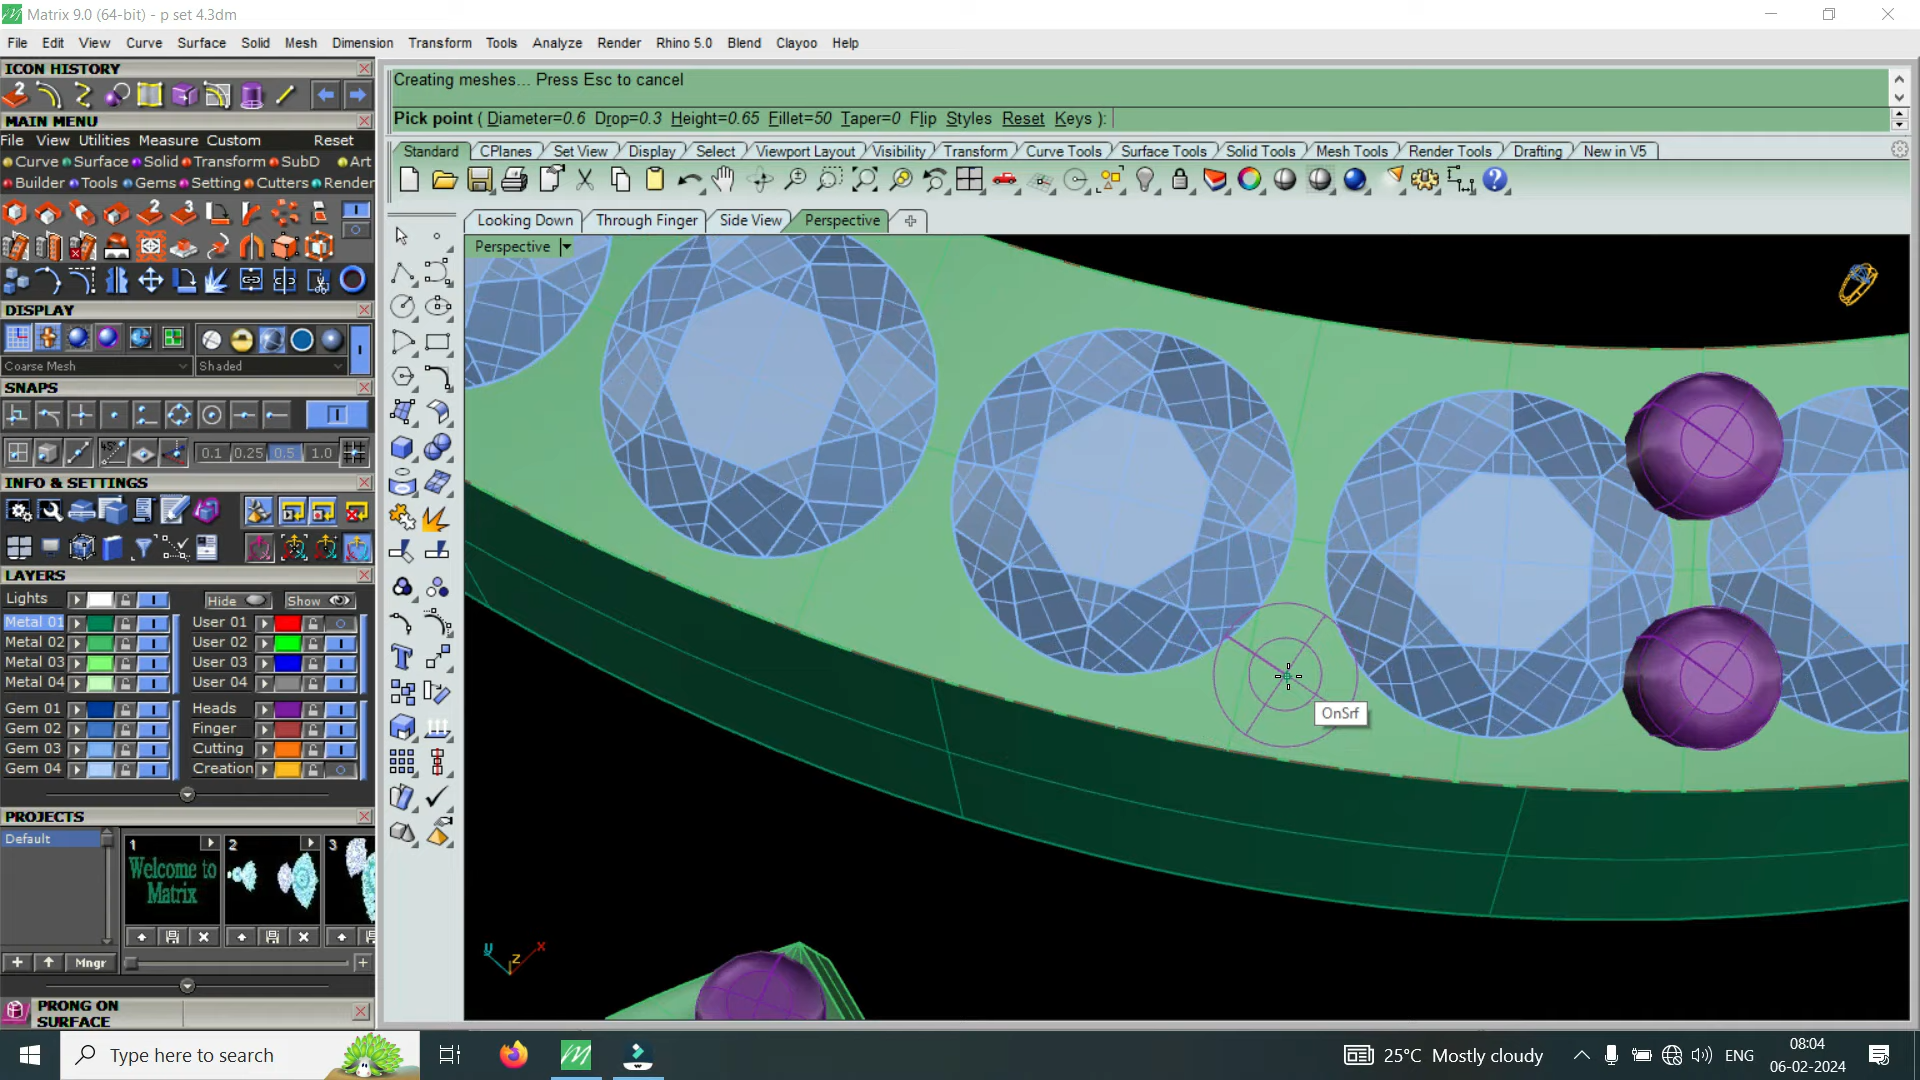 Matrix 9.0 (64-bit) - p set 4.3dm
File Edit View Curve Surface Solid Mesh Dimension Transform Tools Analyze Render Rhino 5.0 Blend Clayoo Help
ICON HISTORY
MAIN MENU
File View Utilities Measure Custom Reset
Curve Surface Solid Transform SubD Art
Builder Tools Gems Setting Cutters Render
DISPLAY
Coarse Mesh Shaded
SNAPS
0.1 0.25 0.5 1.0
INFO & SETTINGS
LAYERS
Lights Hide Show
Metal 01 User 01
Metal 02 User 02
Metal 03 User 03
Metal 04 User 04
Gem 01 Heads
Gem 02 Finger
Gem 03 Cutting
Gem 04 Creation
PROJECTS
Default
1 2 3
Welcome to
Matrix
Mngr
PRONG ON
SURFACE
Creating meshes... Press Esc to cancel
Pick point ( Diameter=0.6 Drop=0.3 Height=0.65 Fillet=50 Taper=0 Flip Styles Reset Keys ):
Standard CPlanes Set View Display Select Viewport Layout Visibility Transform Curve Tools Surface Tools Solid Tools Mesh Tools Render Tools Drafting New in V5
Looking Down Through Finger Side View Perspective
Perspective
OnSrf
y z x
Type here to search
25°C Mostly cloudy
ENG
08:04
06-02-2024